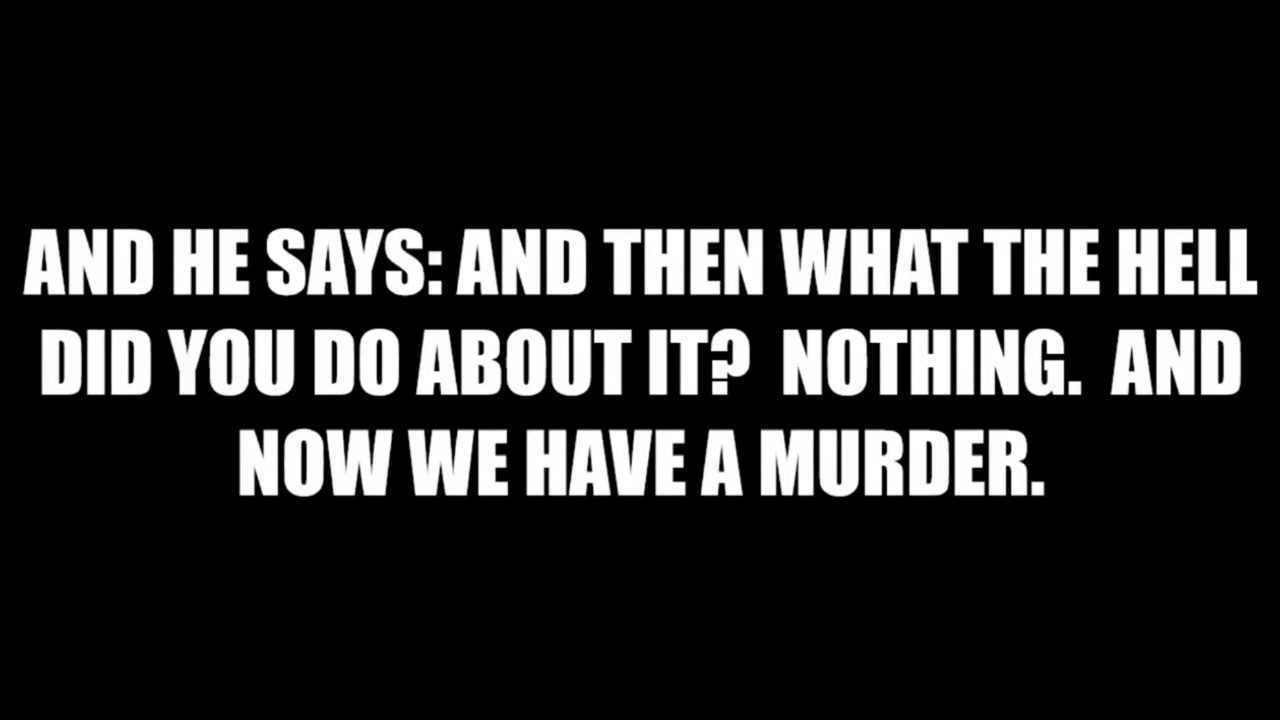 AND HE SAYS: AND THEN WHAT THE HELL
DID YOU DO ABOUT IT?  NOTHING.  AND
NOW WE HAVE A MURDER.